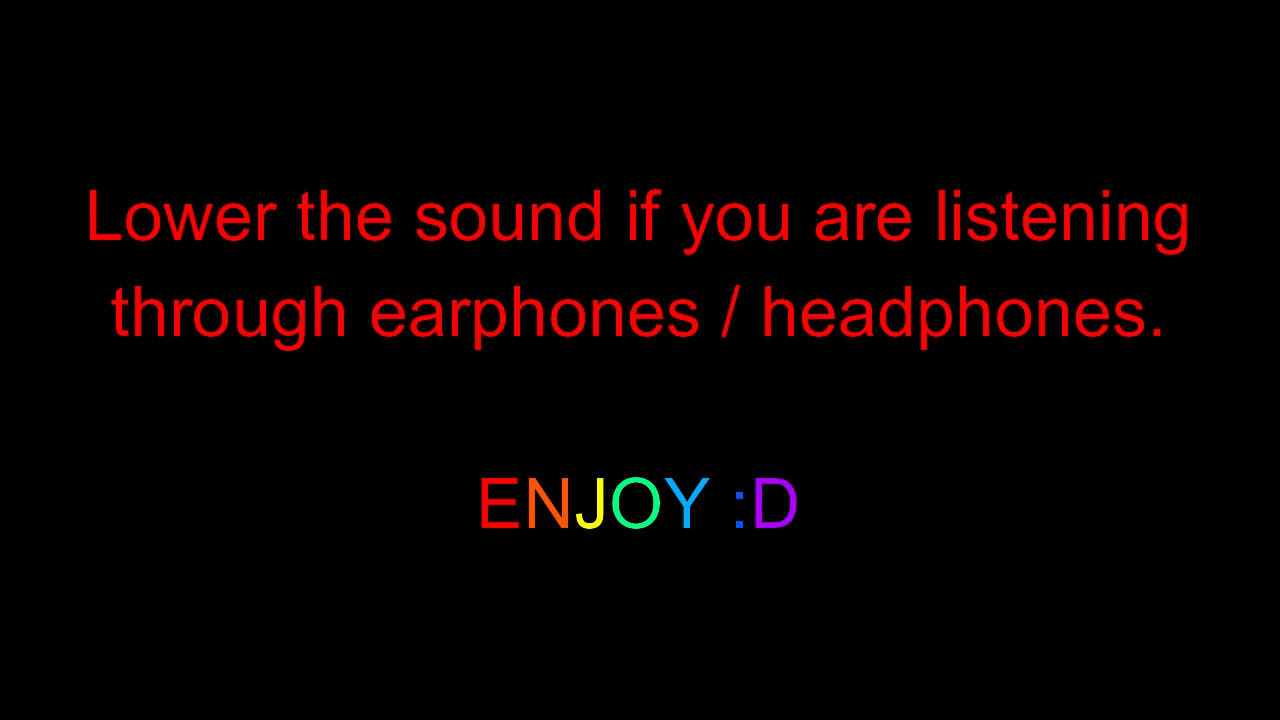 Lower the sound if you are listening
through earphones / headphones.
ENJOY :D